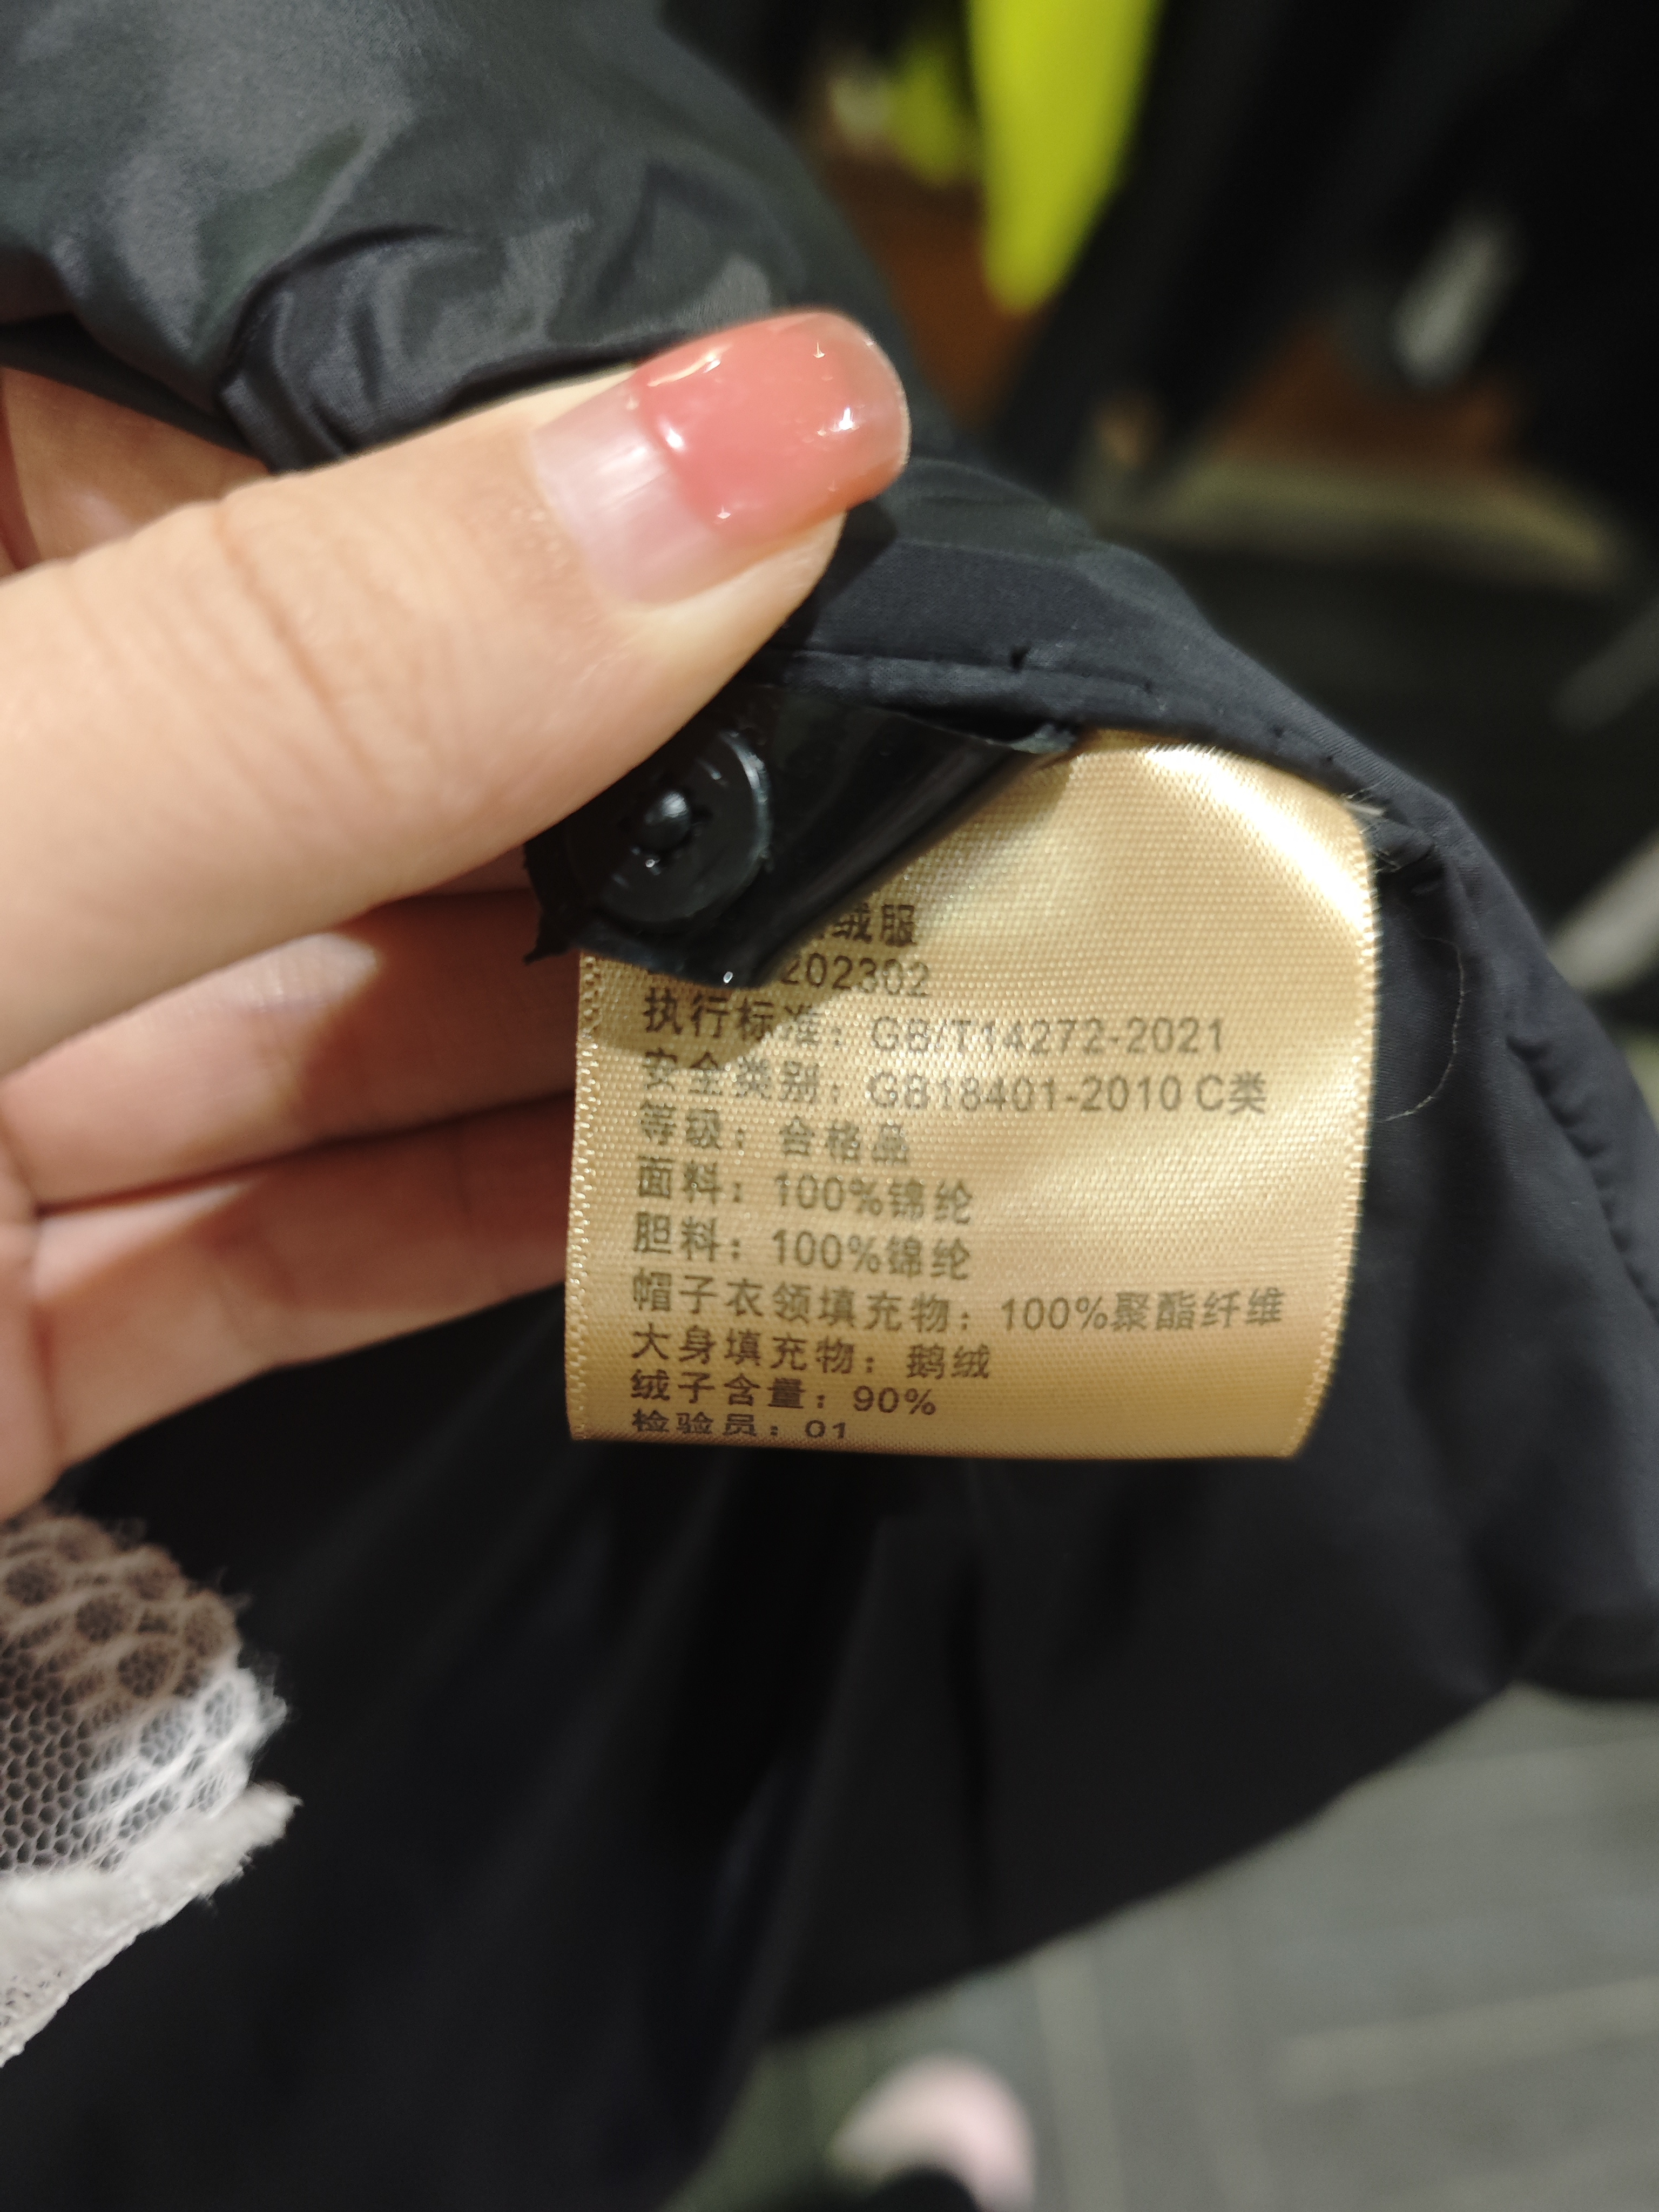 绒服
202302
执行标准：GB/T14272-2021
安全类别：GB18401-2010 C类
等级：合格品
面料：100%锦纶
胆料：100%锦纶
帽子衣领填充物：100%聚酯纤维
大身填充物：鹅绒
绒子含量：90%
检验员：01